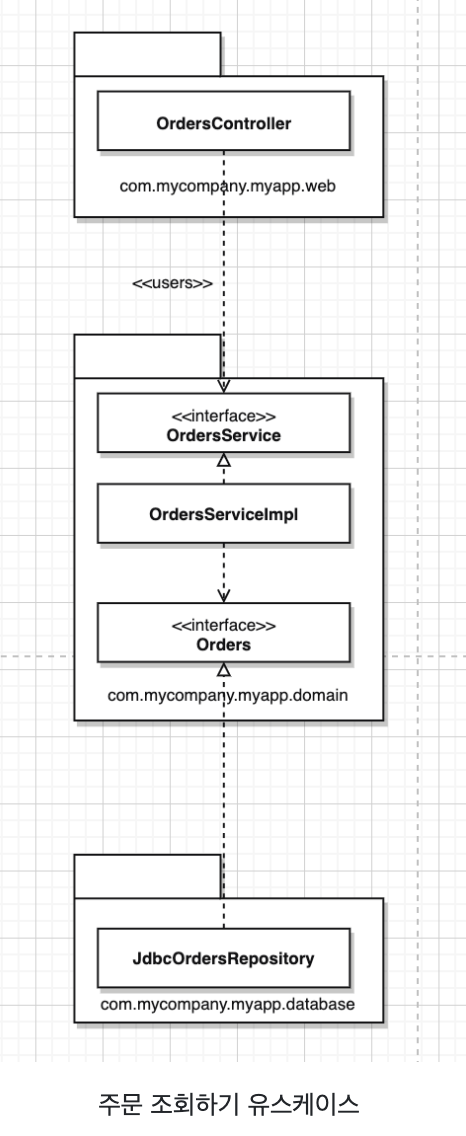 OrdersController
com.mycompany.myapp.web
<<users>>
<<interface>>
OrdersService
OrdersServiceImpl
<<interface>>
Orders
com.mycompany.myapp.domain
JdbcOrdersRepository
com.mycompany.myapp.database
주문 조회하기 유스케이스